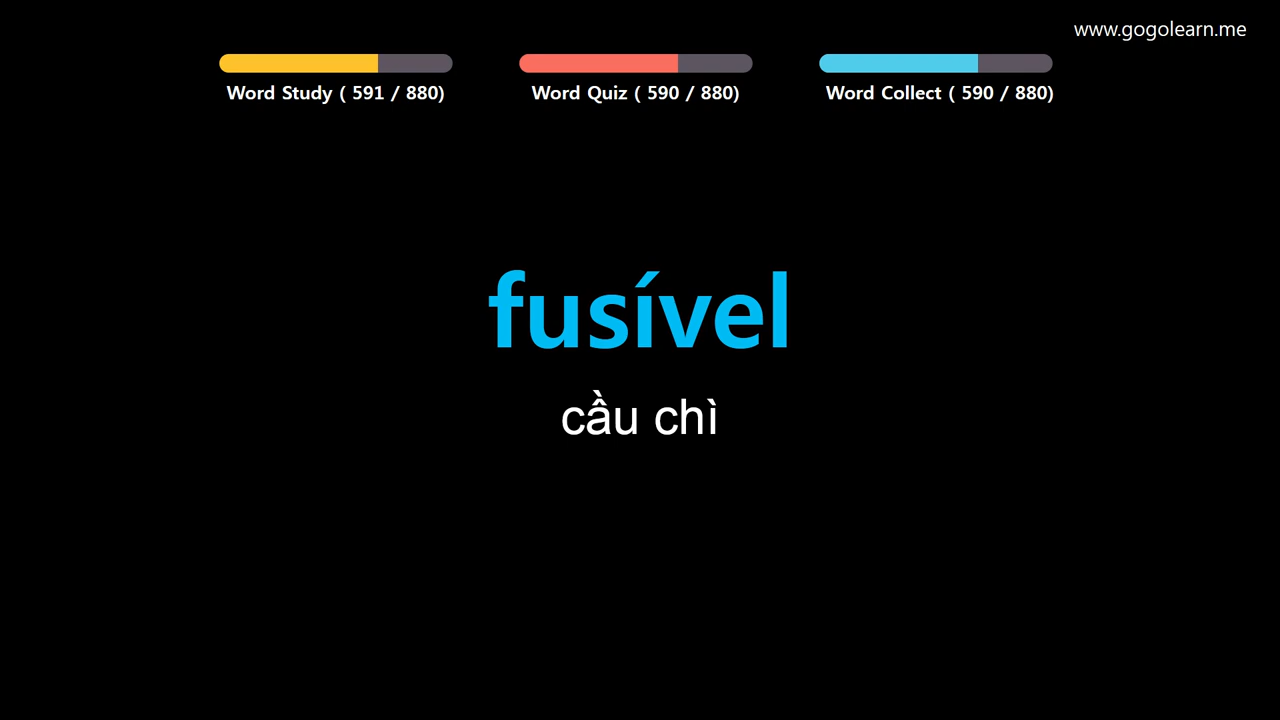 www.gogolearn.me
Word Study ( 591 / 880)
Word Quiz ( 590 / 880)
Word Collect ( 590 / 880)
fusível
cầu chì